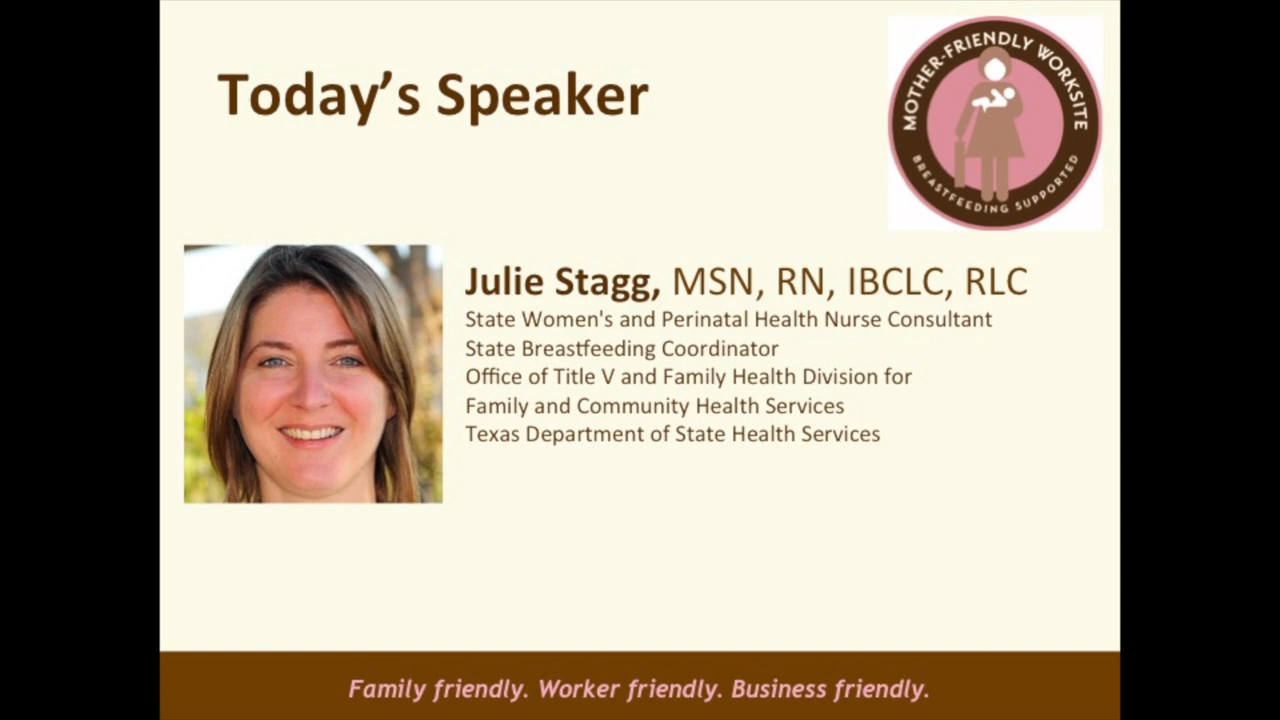 Today’s Speaker
MOTHER-FRIENDLY WORKSITE
BREASTFEEDING SUPPORTED
Julie Stagg, MSN, RN, IBCLC, RLC
State Women's and Perinatal Health Nurse Consultant
State Breastfeeding Coordinator
Office of Title V and Family Health Division for
Family and Community Health Services
Texas Department of State Health Services
Family friendly. Worker friendly. Business friendly.